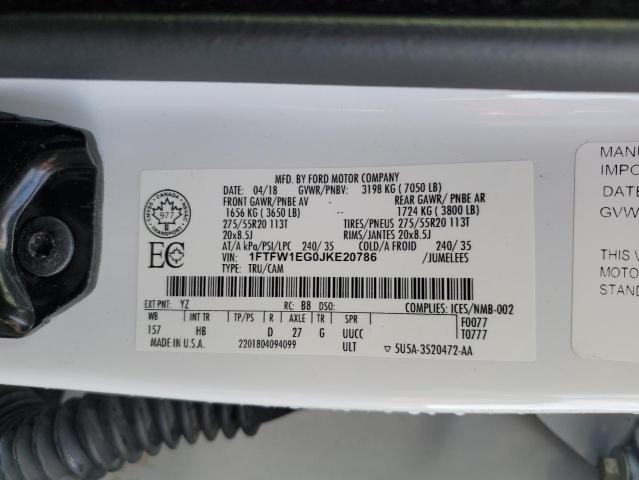 MFD. BY FORD MOTOR COMPANY
DATE: 04/18 GVWR/PNBV: 3198 KG ( 7050 LB)
FRONT GAWR/PNBE AV REAR GAWR/ PNBE AR
1656 KG ( 3650 LB) -- 1724 KG ( 3800 LB)
275/55R20 113T TIRES/PNEUS 275/55R20 113T
20x8.5J RIMS/JANTES 20x8.5J
AT/A kPa/PSI/LPC 240/ 35 COLD/A FROID 240/ 35
VIN: 1FTFW1EG0JKE20786 /JUMELEES
TYPE: TRU/CAM
977
EC
EXT PNT: YZ RC: B8 DSO: COMPLIES: ICES/NMB-002
WB INT TR TP/PS R AXLE TR SPR F0077
157 HB D 27 G UUCC T0777
MADE IN U.S.A. 2201804094099 ULT ▽ 5U5A-3520472-AA
MANU
IMPO
DATE
GVW
THIS V
MOTO
STAND